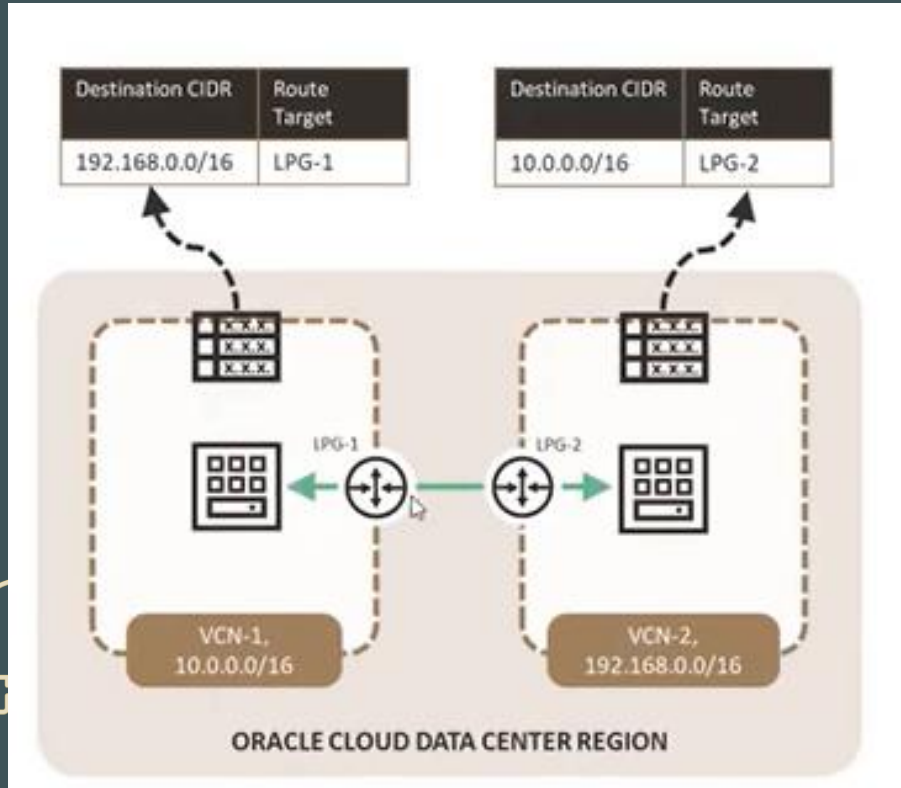 Destination CIDR Route Target
192.168.0.0/16 LPG-1
Destination CIDR Route Target
10.0.0.0/16 LPG-2
X.X.X.
X.X.X.
X.X.X.
X.X.X.
X.X.X.
X.X.X.
LPG-1
LPG-2
VCN-1,
10.0.0.0/16
VCN-2,
192.168.0.0/16
ORACLE CLOUD DATA CENTER REGION